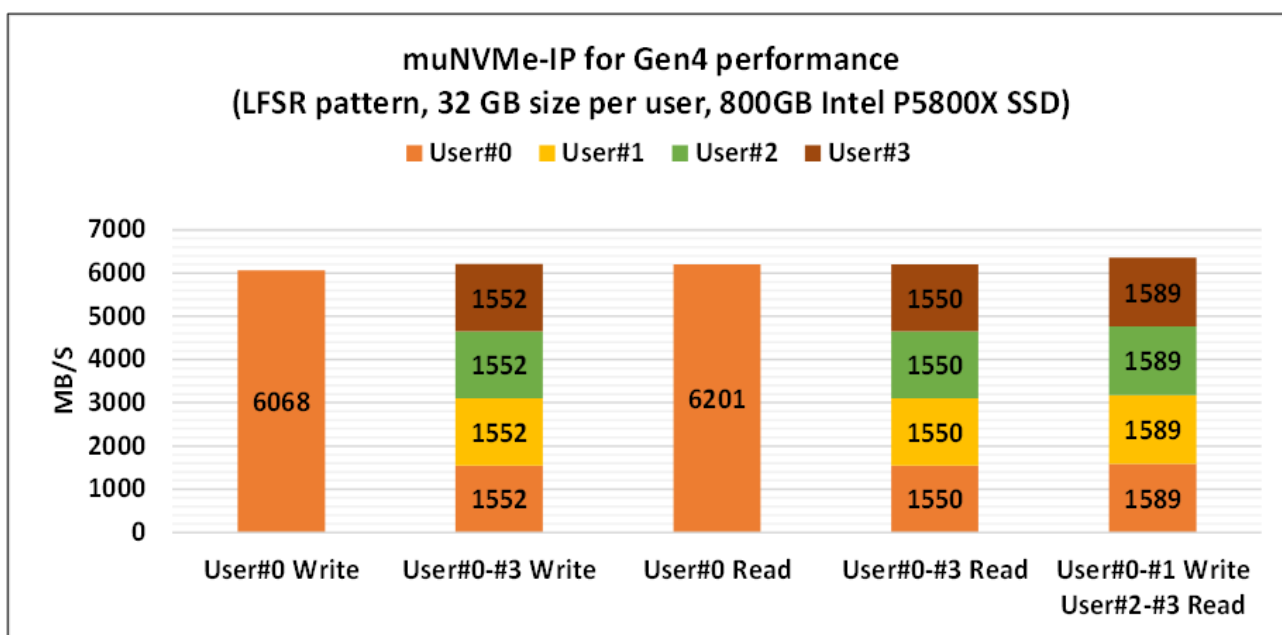 muNVMe-IP for Gen4 performance
(LFSR pattern, 32 GB size per user, 800GB Intel P5800X SSD)
User#0 User#1 User#2 User#3
7000
6000
5000
4000
3000
2000
1000
0
MB/S
6068
1552
1552
1552
1552
6201
1550
1550
1550
1550
1589
1589
1589
1589
User#0 Write
User#0-#3 Write
User#0 Read
User#0-#3 Read
User#0-#1 Write
User#2-#3 Read